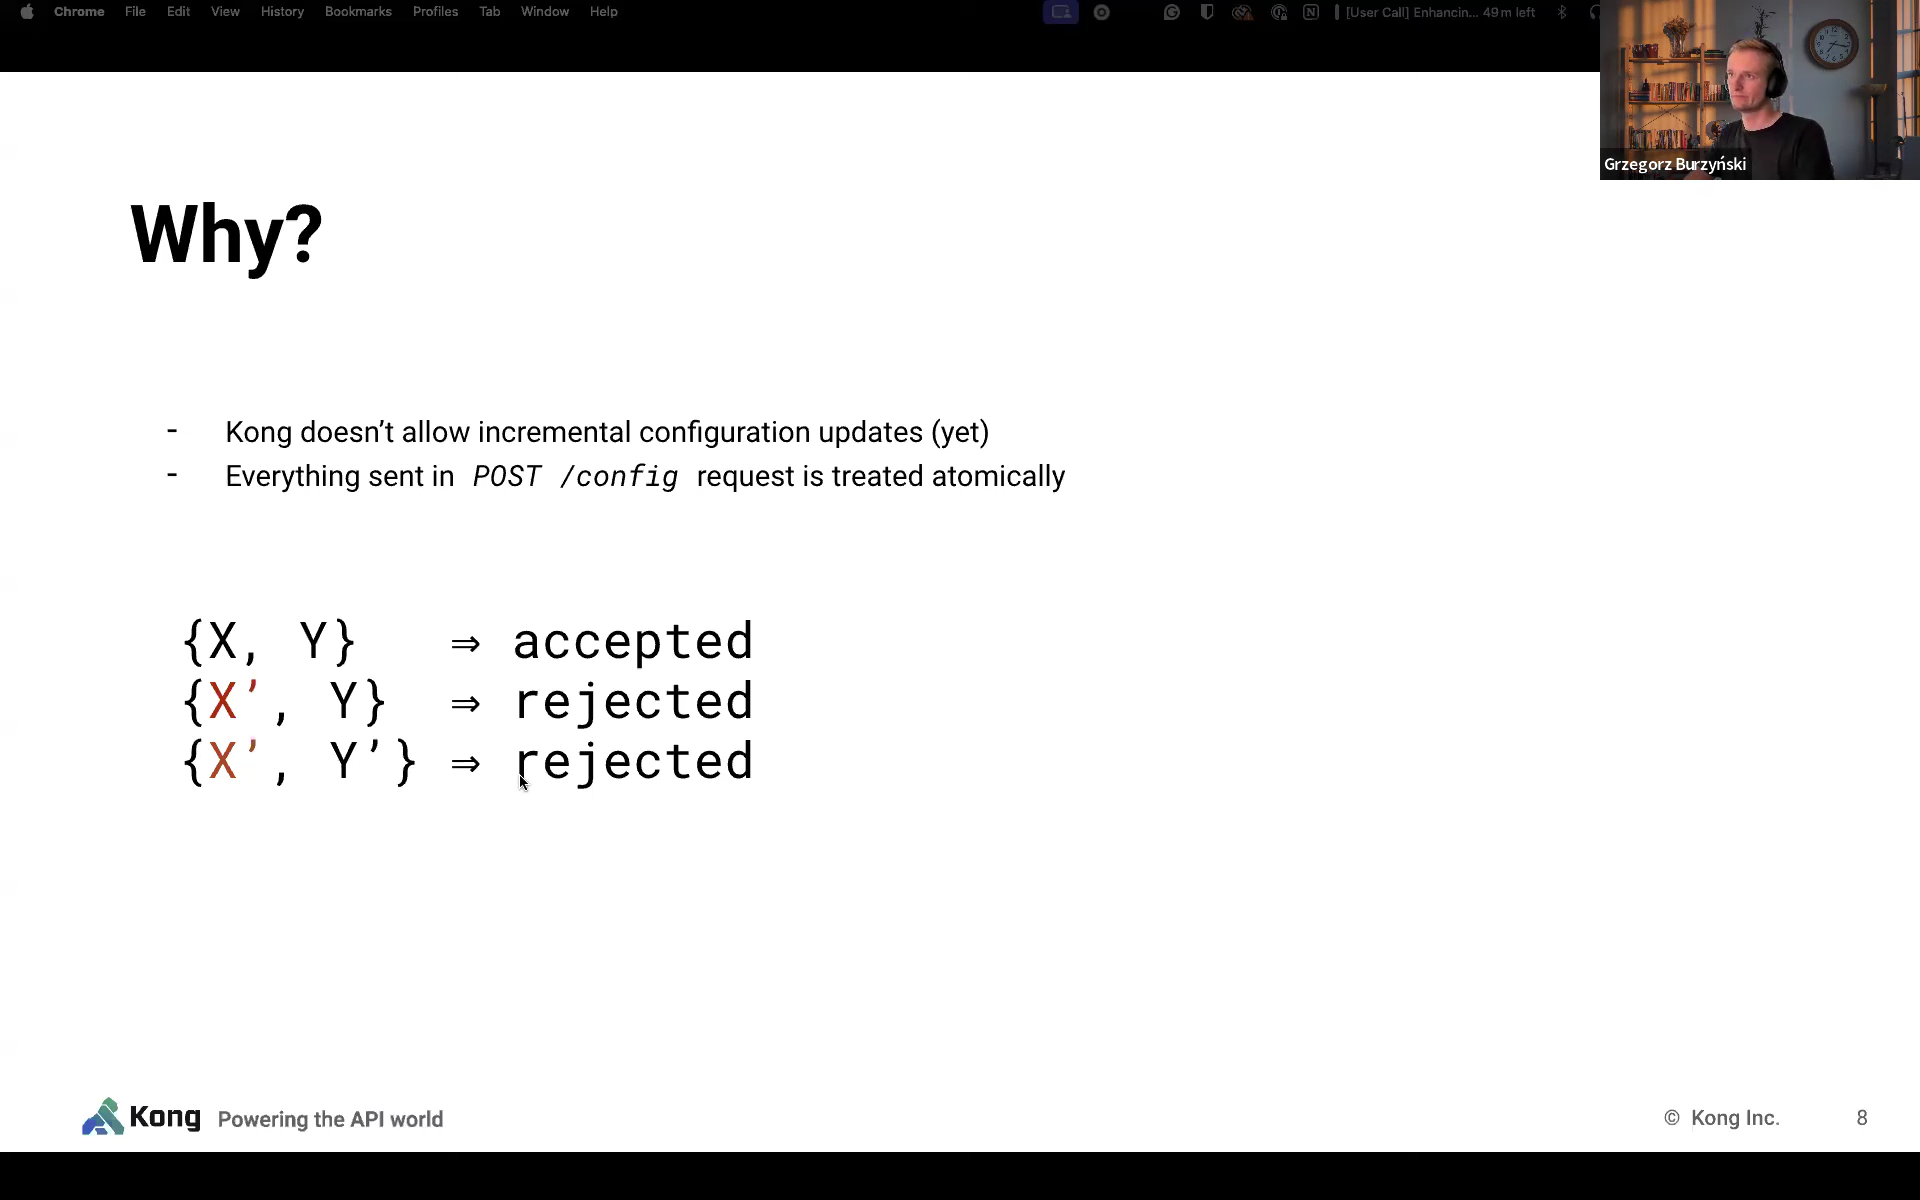 Chrome File Edit View History Bookmarks Profiles Tab Window Help
[User Call] Enhancin... 49 m left
Grzegorz Burzyński
Why?
- Kong doesn’t allow incremental configuration updates (yet)
- Everything sent in POST /config request is treated atomically
{X, Y} ⇒ accepted
{X’, Y} ⇒ rejected
{X’, Y’} ⇒ rejected
Kong Powering the API world
© Kong Inc. 8